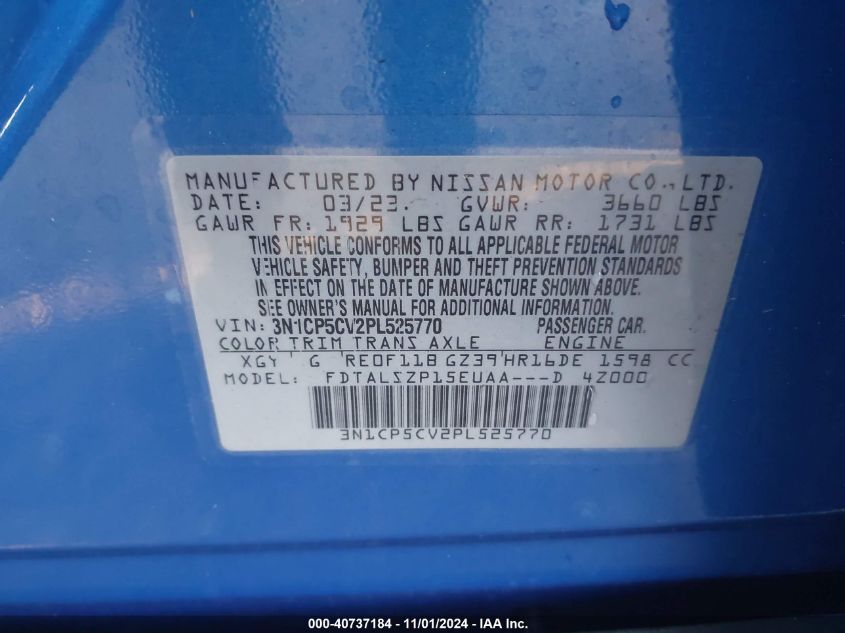 MANUFACTURED BY NISSAN MOTOR CO., LTD.
DATE: 03/23 GVWR: 3660 LBS
GAWR FR: 1929 LBS GAWR RR: 1731 LBS
THIS VEHICLE CONFORMS TO ALL APPLICABLE FEDERAL MOTOR
VEHICLE SAFETY, BUMPER AND THEFT PREVENTION STANDARDS
IN EFFECT ON THE DATE OF MANUFACTURE SHOWN ABOVE.
SEE OWNER'S MANUAL FOR ADDITIONAL INFORMATION.
VIN: 3N1CP5CV2PL525770 PASSENGER CAR.
COLOR TRIM TRANS AXLE ENGINE
XGY G RE0F11B GZ39 HR16DE 1598 CC
MODEL: FDTALSZP15EUAA---D 4Z000
3N1CP5CV2PL525770
000-40737184 - 11/01/2024 - IAA Inc.